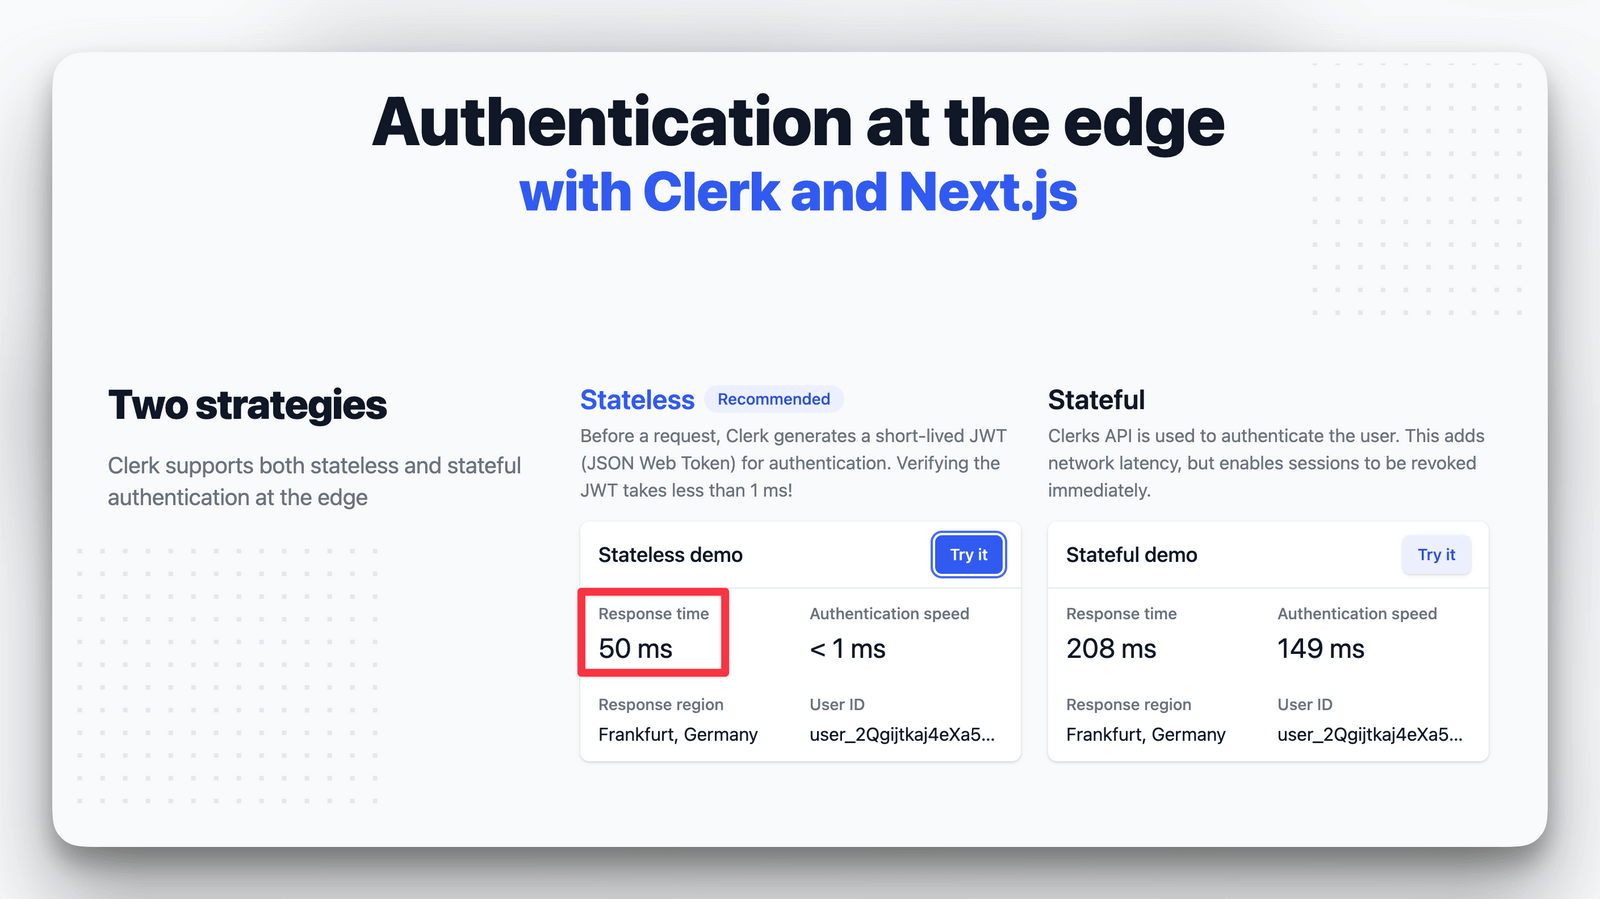 Authentication at the edge
with Clerk and Next.js
Two strategies
Clerk supports both stateless and stateful
authentication at the edge
Stateless
Recommended
Before a request, Clerk generates a short-lived JWT
(JSON Web Token) for authentication. Verifying the
JWT takes less than 1 ms!
Stateless demo
Try it
Response time
50 ms
Authentication speed
< 1 ms
Response region
Frankfurt, Germany
User ID
user_2Qgijtkaj4eXa5...
Stateful
Clerks API is used to authenticate the user. This adds
network latency, but enables sessions to be revoked
immediately.
Stateful demo
Try it
Response time
208 ms
Authentication speed
149 ms
Response region
Frankfurt, Germany
User ID
user_2Qgijtkaj4eXa5...